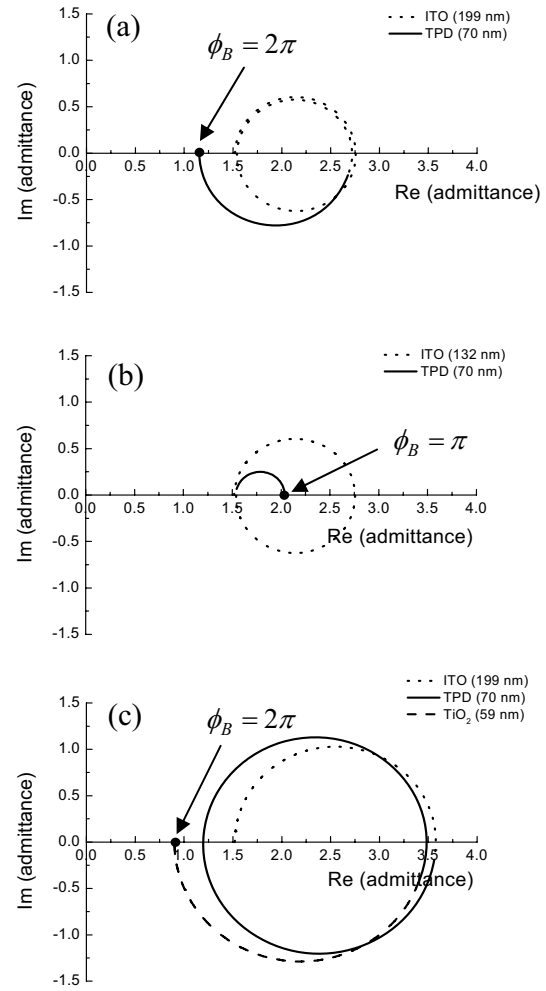 (a)
ϕ_B = 2π
ITO (199 nm)
TPD (70 nm)
Im (admittance)
1.5
1.0
0.5
0.0
-0.5
-1.0
-1.5
0.0 0.5 1.0 1.5 2.0 2.5 3.0 3.5 4.0
Re (admittance)
(b)
ITO (132 nm)
TPD (70 nm)
ϕ_B = π
Im (admittance)
1.5
1.0
0.5
0.0
-0.5
-1.0
-1.5
0.0 0.5 1.0 1.5 2.0 2.5 3.0 3.5 4.0
Re (admittance)
(c)
ϕ_B = 2π
ITO (199 nm)
TPD (70 nm)
TiO₂ (59 nm)
Im (admittance)
1.5
1.0
0.5
0.0
-0.5
-1.0
-1.5
0.0 0.5 1.0 1.5 2.0 2.5 3.0 3.5 4.0
Re (admittance)